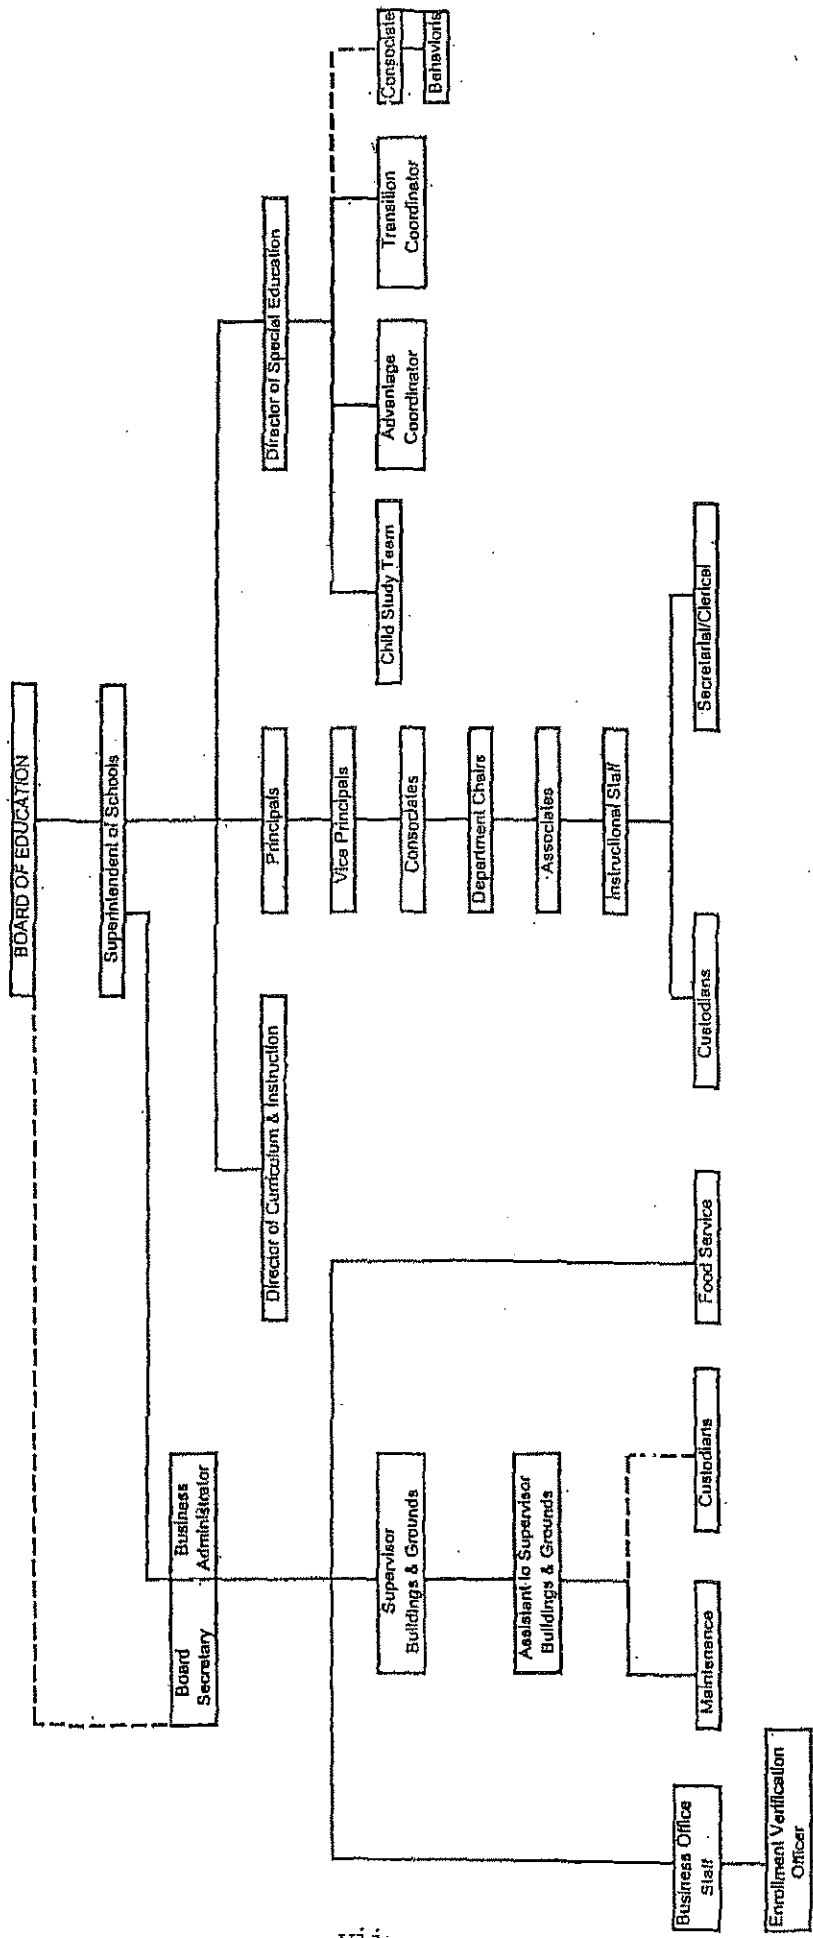 BOARD OF EDUCATION
Superintendent of Schools
Board
Secretary
Business
Administrator
Director of Curriculum & Instruction
Principals
Director of Special Education
Vice Principals
Supervisor
Buildings & Grounds
Consociates
Child Study Team
Advantage
Coordinator
Transition
Coordinator
Consociate
Behavioris
Department Chairs
Assistant to Supervisor
Buildings & Grounds
Associates
Instructional Staff
Business Office
Staff
Maintenance
Custodians
Food Service
Custodians
Secretarial/Clerical
Enrollment Verification
Officer